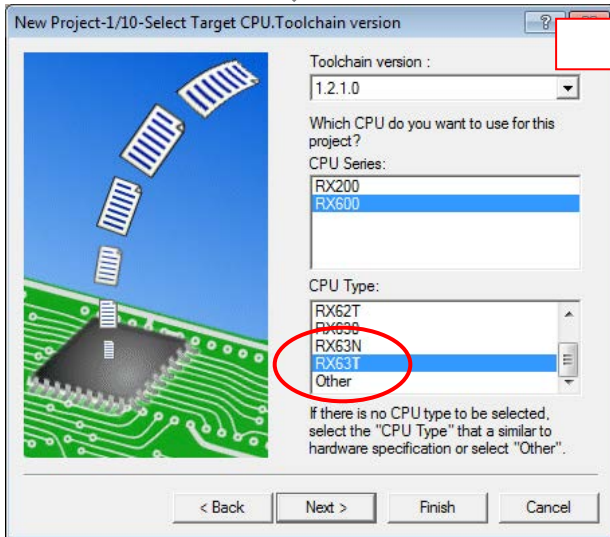 New Project-1/10-Select Target CPU.Toolchain version
Toolchain version :
1.2.1.0
Which CPU do you want to use for this
project?
CPU Series:
RX200
RX600
CPU Type:
RX62T
RX630
RX63N
RX63T
Other
If there is no CPU type to be selected,
select the "CPU Type" that a similar to
hardware specification or select "Other".
< Back
Next >
Finish
Cancel